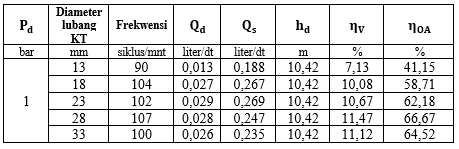 P_d Diameter lubang KT Frekwensi Q_d Q_s h_d η_V η_OA
bar mm siklus/mnt liter/dt liter/dt m % %
1 13 90 0,013 0,188 10,42 7,13 41,15
18 104 0,027 0,267 10,42 10,08 58,71
23 102 0,029 0,269 10,42 10,67 62,18
28 107 0,028 0,247 10,42 11,47 66,67
33 100 0,026 0,235 10,42 11,12 64,52